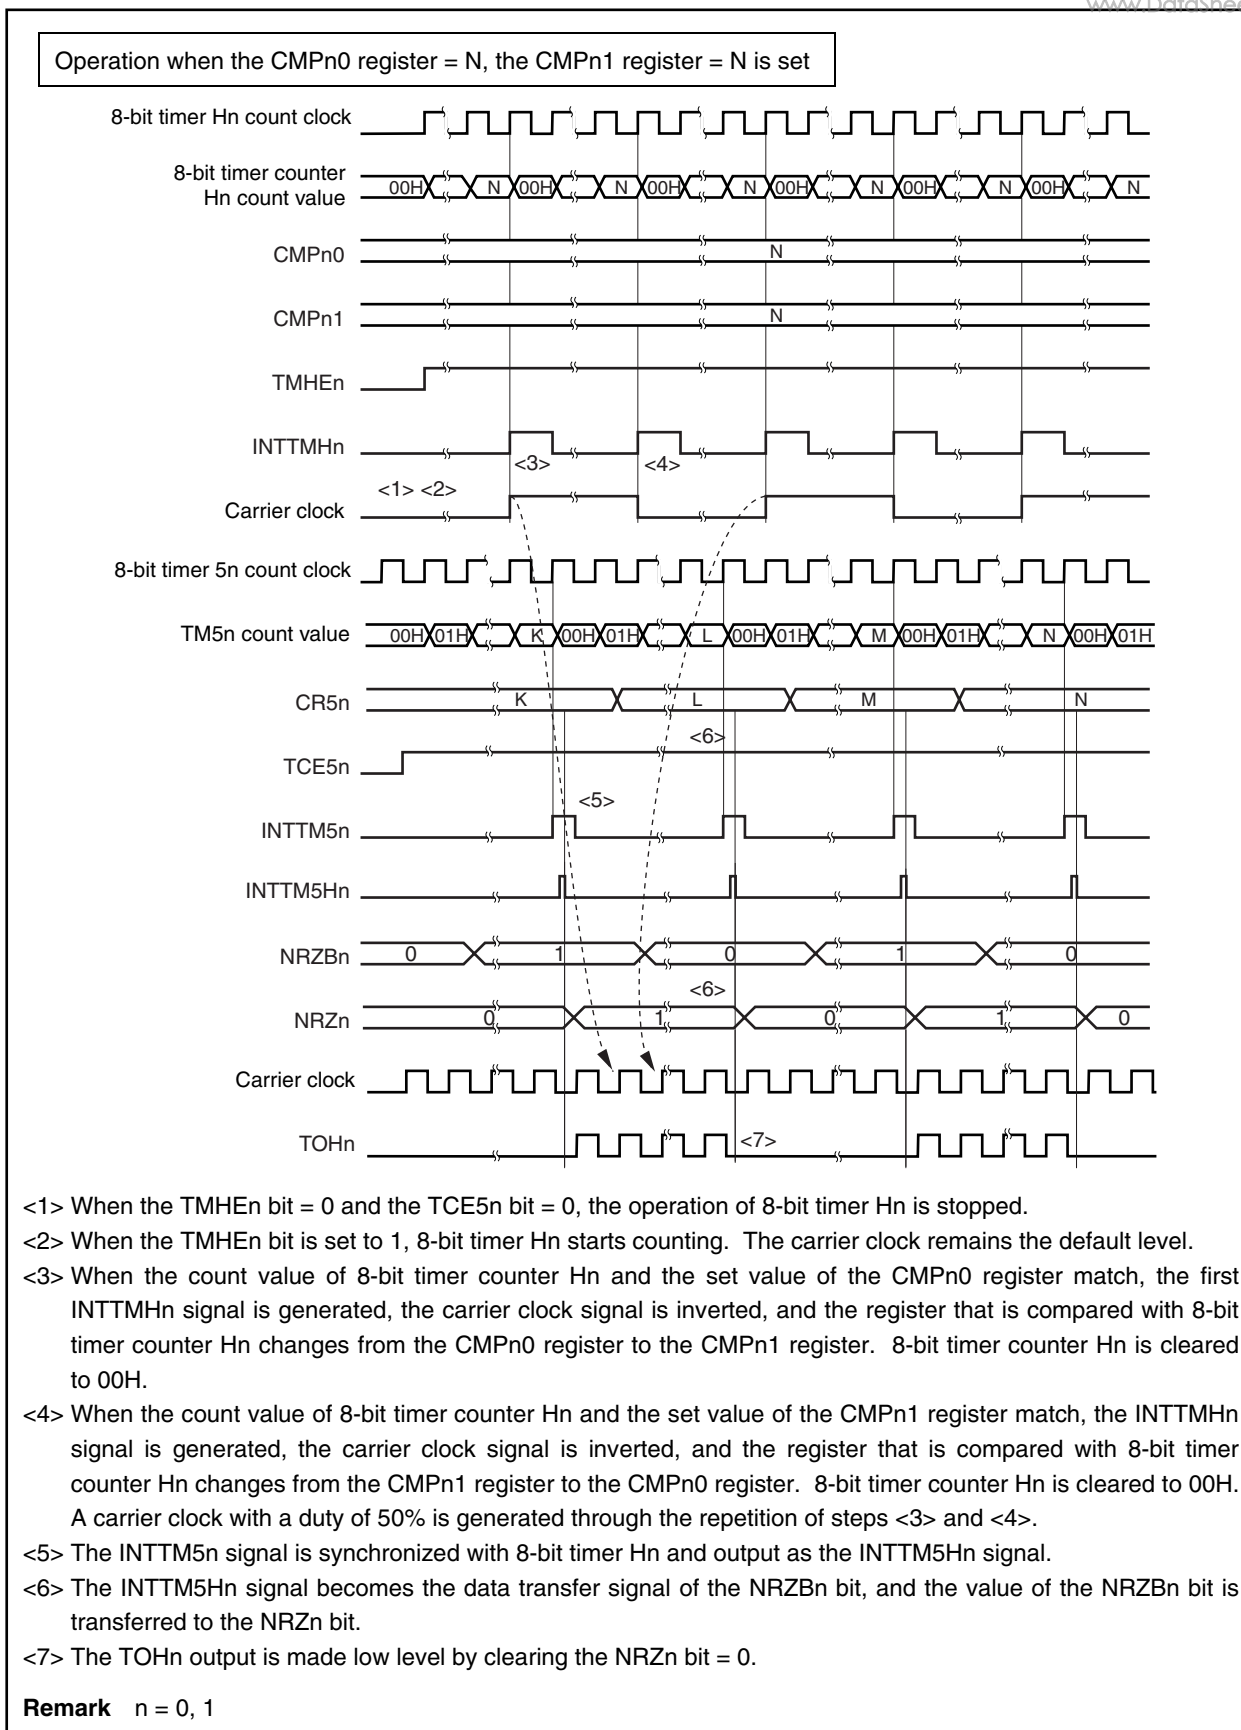 www.DataShee
Operation when the CMPn0 register = N, the CMPn1 register = N is set
8-bit timer Hn count clock
8-bit timer counter
Hn count value
00H N 00H N 00H N 00H N 00H N 00H N
CMPn0
N
CMPn1
N
TMHEn
INTTMHn
<3> <4>
<1> <2>
Carrier clock
8-bit timer 5n count clock
TM5n count value
00H 01H K 00H 01H L 00H 01H M 00H 01H N 00H 01H
CR5n
K L M N
<6>
TCE5n
<5>
INTTM5n
INTTM5Hn
NRZBn
0 1 0 1 0
<6>
NRZn
0 1 0 1 0
Carrier clock
TOHn
<7>
<1> When the TMHEn bit = 0 and the TCE5n bit = 0, the operation of 8-bit timer Hn is stopped.
<2> When the TMHEn bit is set to 1, 8-bit timer Hn starts counting. The carrier clock remains the default level.
<3> When the count value of 8-bit timer counter Hn and the set value of the CMPn0 register match, the first
INTTMHn signal is generated, the carrier clock signal is inverted, and the register that is compared with 8-bit
timer counter Hn changes from the CMPn0 register to the CMPn1 register. 8-bit timer counter Hn is cleared
to 00H.
<4> When the count value of 8-bit timer counter Hn and the set value of the CMPn1 register match, the INTTMHn
signal is generated, the carrier clock signal is inverted, and the register that is compared with 8-bit timer
counter Hn changes from the CMPn1 register to the CMPn0 register. 8-bit timer counter Hn is cleared to 00H.
A carrier clock with a duty of 50% is generated through the repetition of steps <3> and <4>.
<5> The INTTM5n signal is synchronized with 8-bit timer Hn and output as the INTTM5Hn signal.
<6> The INTTM5Hn signal becomes the data transfer signal of the NRZBn bit, and the value of the NRZBn bit is
transferred to the NRZn bit.
<7> The TOHn output is made low level by clearing the NRZn bit = 0.
Remark n = 0, 1